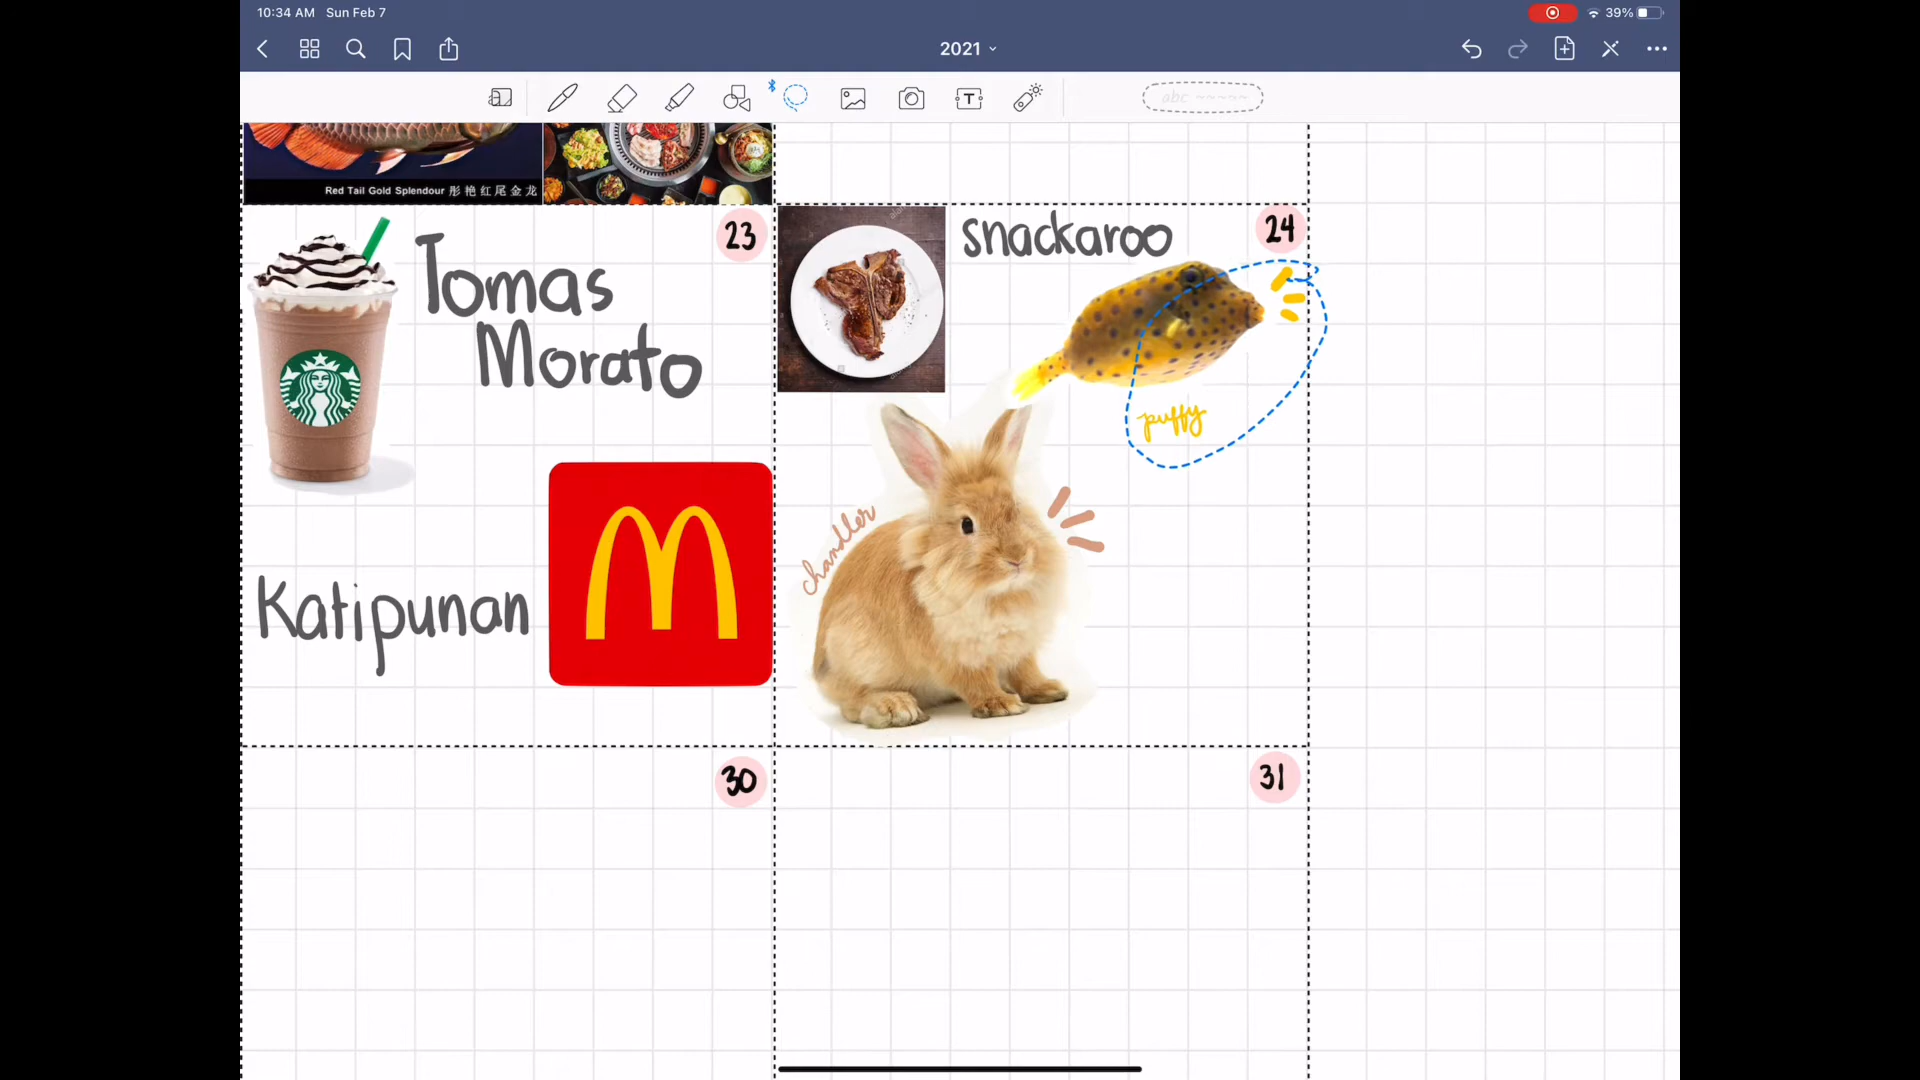 10:34 AM Sun Feb 7
39%
2021
abc
T
Red Tail Gold Splendour 彤艳红尾金龙
23
Tomas
Morato
Katipunan
snackaroo
24
puffy
chandler
30
31